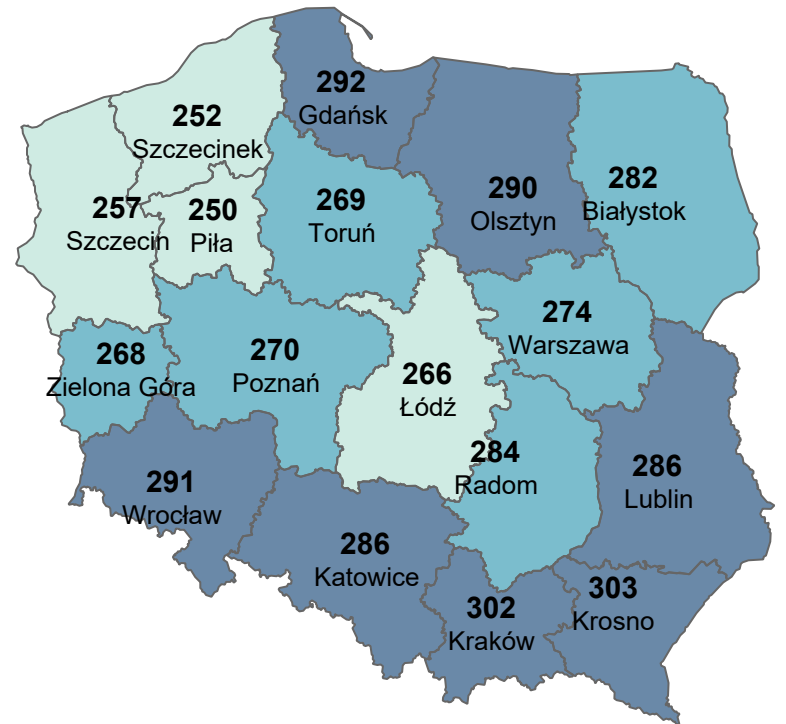 292
Gdańsk
252
Szczecinek
290
Olsztyn
282
Białystok
257
Szczecin
250
Piła
269
Toruń
274
Warszawa
268
Zielona Góra
270
Poznań
266
Łódź
284
Radom
286
Lublin
291
Wrocław
286
Katowice
302
Kraków
303
Krosno